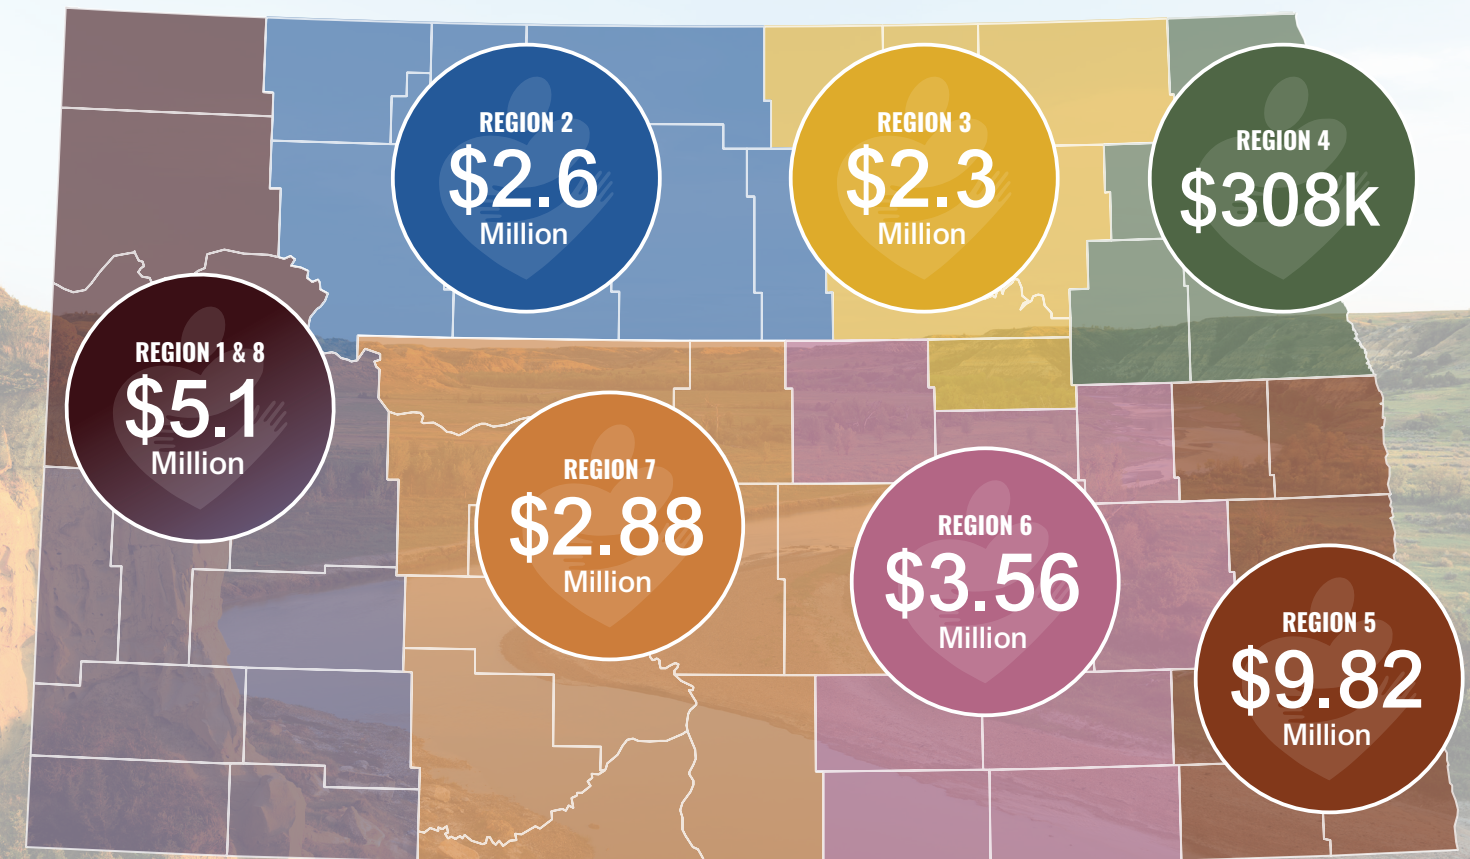 REGION 2
$2.6
Million
REGION 3
$2.3
Million
REGION 4
$308k
REGION 1 & 8
$5.1
Million
REGION 7
$2.88
Million
REGION 6
$3.56
Million
REGION 5
$9.82
Million